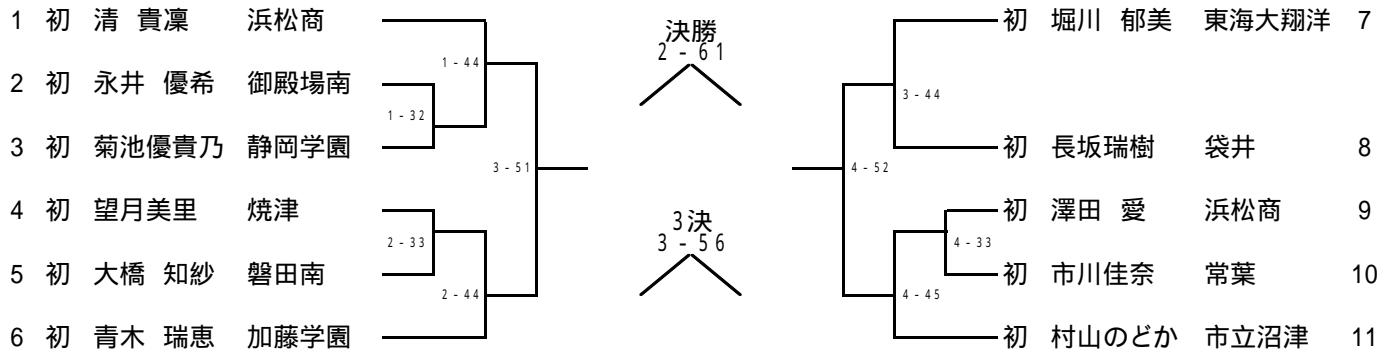 1 初 清 貴凜 浜松商
1 - 44
2 初 永井 優希 御殿場南
1 - 32
3 初 菊池優貴乃 静岡学園
3 - 51
4 初 望月美里 焼津
2 - 33
5 初 大橋 知紗 磐田南
2 - 44
6 初 青木 瑞恵 加藤学園
決勝
2 - 61
3決
3 - 56
初 堀川 郁美 東海大翔洋 7
3 - 44
初 長坂瑞樹 袋井 8
4 - 52
初 澤田 愛 浜松商 9
4 - 33
初 市川佳奈 常葉 10
4 - 45
初 村山のどか 市立沼津 11